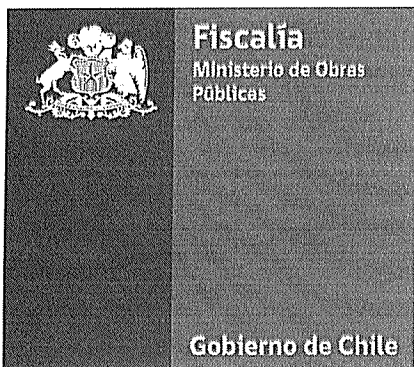 Fiscalía
Ministerio de Obras
Públicas
Gobierno de Chile